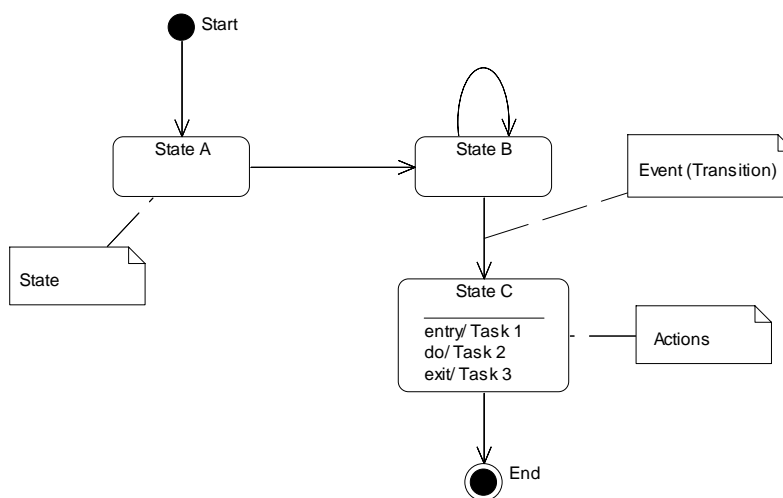 Start
State A
State B
Event (Transition)
State
State C
entry/ Task 1
do/ Task 2
exit/ Task 3
Actions
End